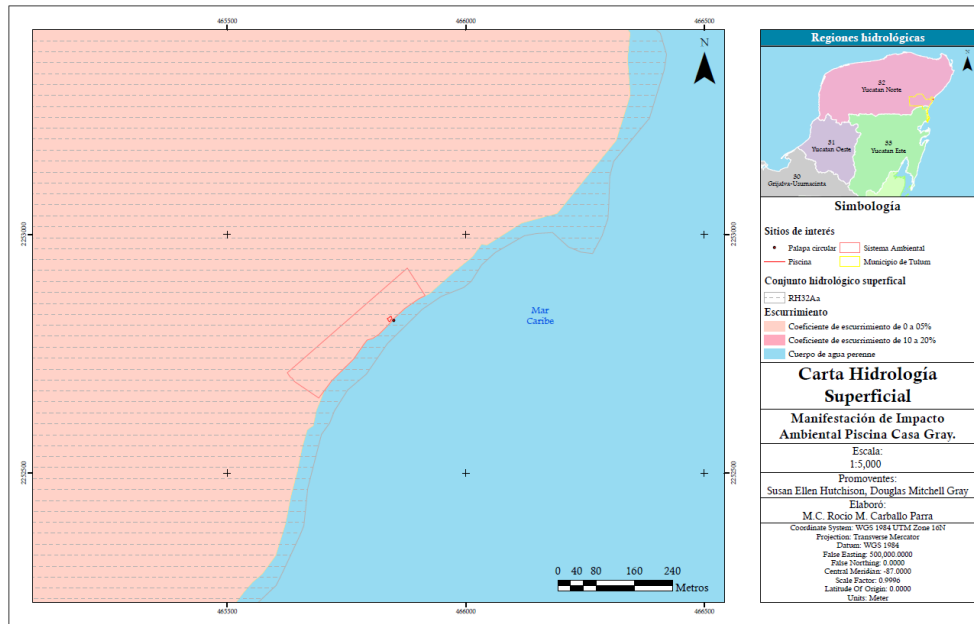 465500
466000
466500
N
2253000
2253000
Mar
Caribe
2252500
2252500
0 40 80 160 240
Metros
465500
466000
466500
Regiones hidrológicas
N
32
Yucatan Norte
31
Yucatan Oeste
33
Yucatan Este
30
Grijalva-Usumacinta
Simbología
Sitios de interés
Palapa circular
Sistema Ambiental
Piscina
Municipio de Tulum
Conjunto hidrológico superfical
RH32Aa
Escurrimiento
Coeficiente de escurrimiento de 0 a 05%
Coeficiente de escurrimiento de 10 a 20%
Cuerpo de agua perenne
Carta Hidrología
Superficial
Manifestación de Impacto
Ambiental Piscina Casa Gray.
Escala:
1:5,000
Promoventes:
Susan Ellen Hutchison, Douglas Mitchell Gray
Elaboró:
M.C. Rocio M. Carballo Parra
Coordinate System: WGS 1984 UTM Zone 16N
Projection: Transverse Mercator
Datum: WGS 1984
False Easting: 500,000.0000
False Northing: 0.0000
Central Meridian: -87.0000
Scale Factor: 0.9996
Latitude Of Origin: 0.0000
Units: Meter